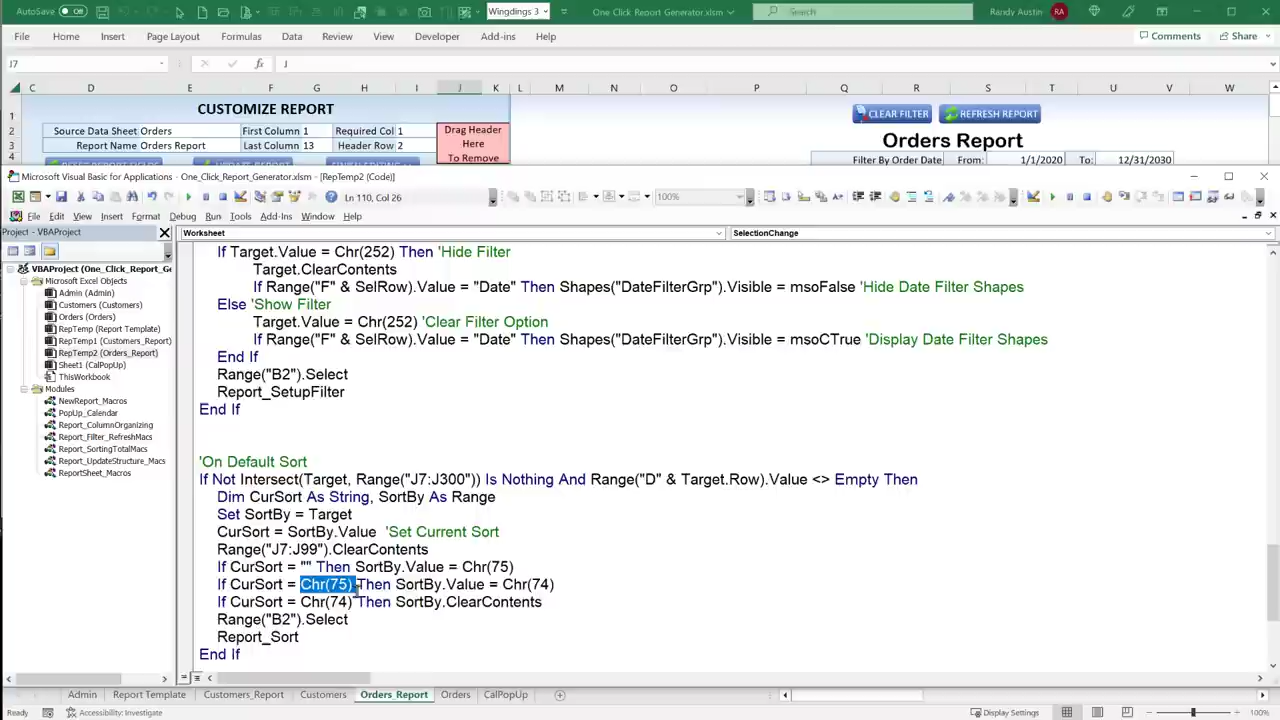 AutoSave Off
Wingdings 3
One Click Report Generator.xlsm
Search
Randy Austin
RA
File Home Insert Page Layout Formulas Data Review View Developer Add-ins Help
Comments Share
J7
fx J
C D E F G H I J K L M N O P Q R S T U V W
1
2
3
4
CUSTOMIZE REPORT
Source Data Sheet Orders First Column 1 Required Col 1
Report Name Orders Report Last Column 13 Header Row 2
Drag Header
Here
To Remove
CLEAR FILTER REFRESH REPORT
Orders Report
Filter By Order Date From: 1/1/2020 To: 12/31/2030
Microsoft Visual Basic for Applications - One_Click_Report_Generator.xlsm - [RepTemp2 (Code)]
Ln 110, Col 26
100%
File Edit View Insert Format Debug Run Tools Add-Ins Window Help
Project - VBAProject
VBAProject (One_Click_Report_Ge
Microsoft Excel Objects
Admin (Admin)
Customers (Customers)
Orders (Orders)
RepTemp (Report Template)
RepTemp1 (Customers_Report)
RepTemp2 (Orders_Report)
Sheet1 (CalPopUp)
ThisWorkbook
Modules
NewReport_Macros
PopUp_Calendar
Report_ColumnOrganizing
Report_Filter_RefreshMacs
Report_SortingTotalMacs
Report_UpdateStructure_Macs
ReportSheet_Macros
Worksheet
SelectionChange
If Target.Value = Chr(252) Then 'Hide Filter
Target.ClearContents
If Range("F" & SelRow).Value = "Date" Then Shapes("DateFilterGrp").Visible = msoFalse 'Hide Date Filter Shapes
Else 'Show Filter
Target.Value = Chr(252) 'Clear Filter Option
If Range("F" & SelRow).Value = "Date" Then Shapes("DateFilterGrp").Visible = msoCTrue 'Display Date Filter Shapes
End If
Range("B2").Select
Report_SetupFilter
End If
'On Default Sort
If Not Intersect(Target, Range("J7:J300")) Is Nothing And Range("D" & Target.Row).Value <> Empty Then
Dim CurSort As String, SortBy As Range
Set SortBy = Target
CurSort = SortBy.Value 'Set Current Sort
Range("J7:J99").ClearContents
If CurSort = "" Then SortBy.Value = Chr(75)
If CurSort = Chr(75) Then SortBy.Value = Chr(74)
If CurSort = Chr(74) Then SortBy.ClearContents
Range("B2").Select
Report_Sort
End If
Admin Report Template Customers_Report Customers Orders_Report Orders CalPopUp
Ready Accessibility: Investigate
Display Settings
100%